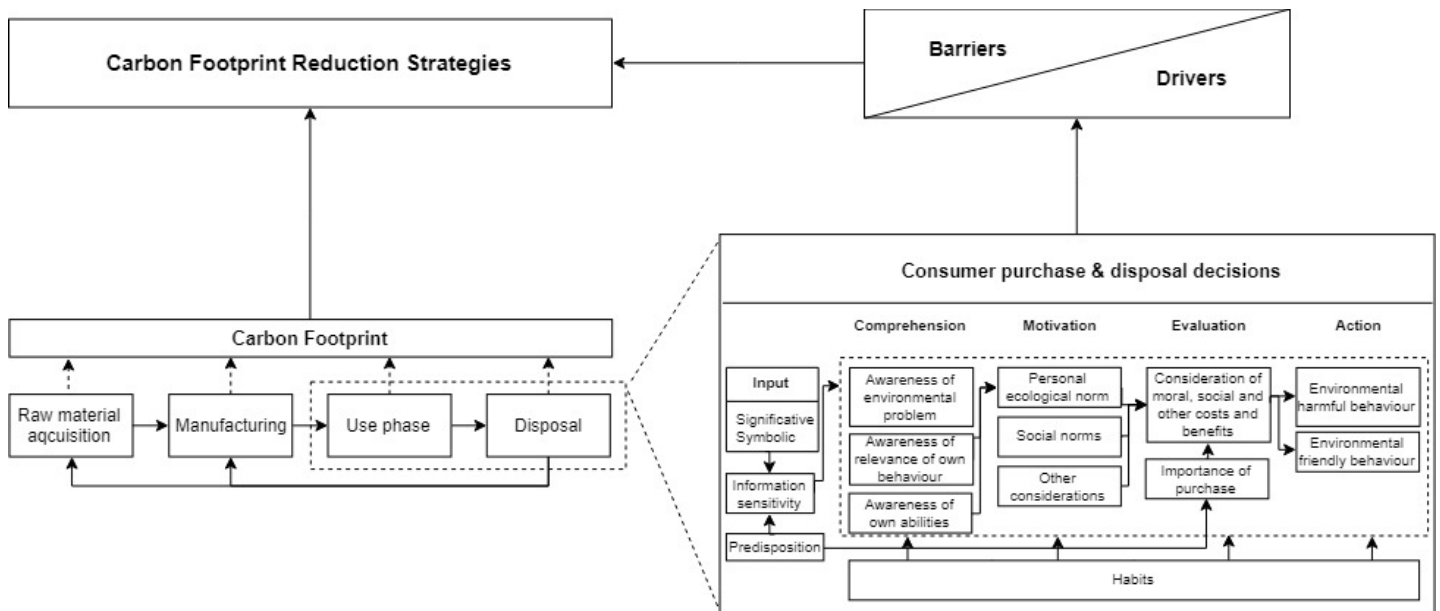 Carbon Footprint Reduction Strategies
Barriers
Drivers
Carbon Footprint
Raw material
aqcuisition
Manufacturing
Use phase
Disposal
Consumer purchase & disposal decisions
Comprehension
Motivation
Evaluation
Action
Input
Significative
Symbolic
Information
sensitivity
Predisposition
Awareness of
environmental
problem
Awareness of
relevance of own
behaviour
Awareness of
own abilities
Personal
ecological norm
Social norms
Other
considerations
Consideration of
moral, social and
other costs and
benefits
Importance of
purchase
Environmental
harmful behaviour
Environmental
friendly behaviour
Habits